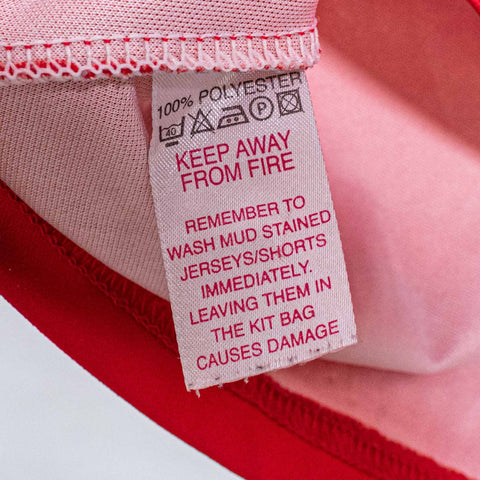 100% POLYESTER
40 P
KEEP AWAY
FROM FIRE
REMEMBER TO
WASH MUD STAINED
JERSEYS/SHORTS
IMMEDIATELY.
LEAVING THEM IN
THE KIT BAG
CAUSES DAMAGE